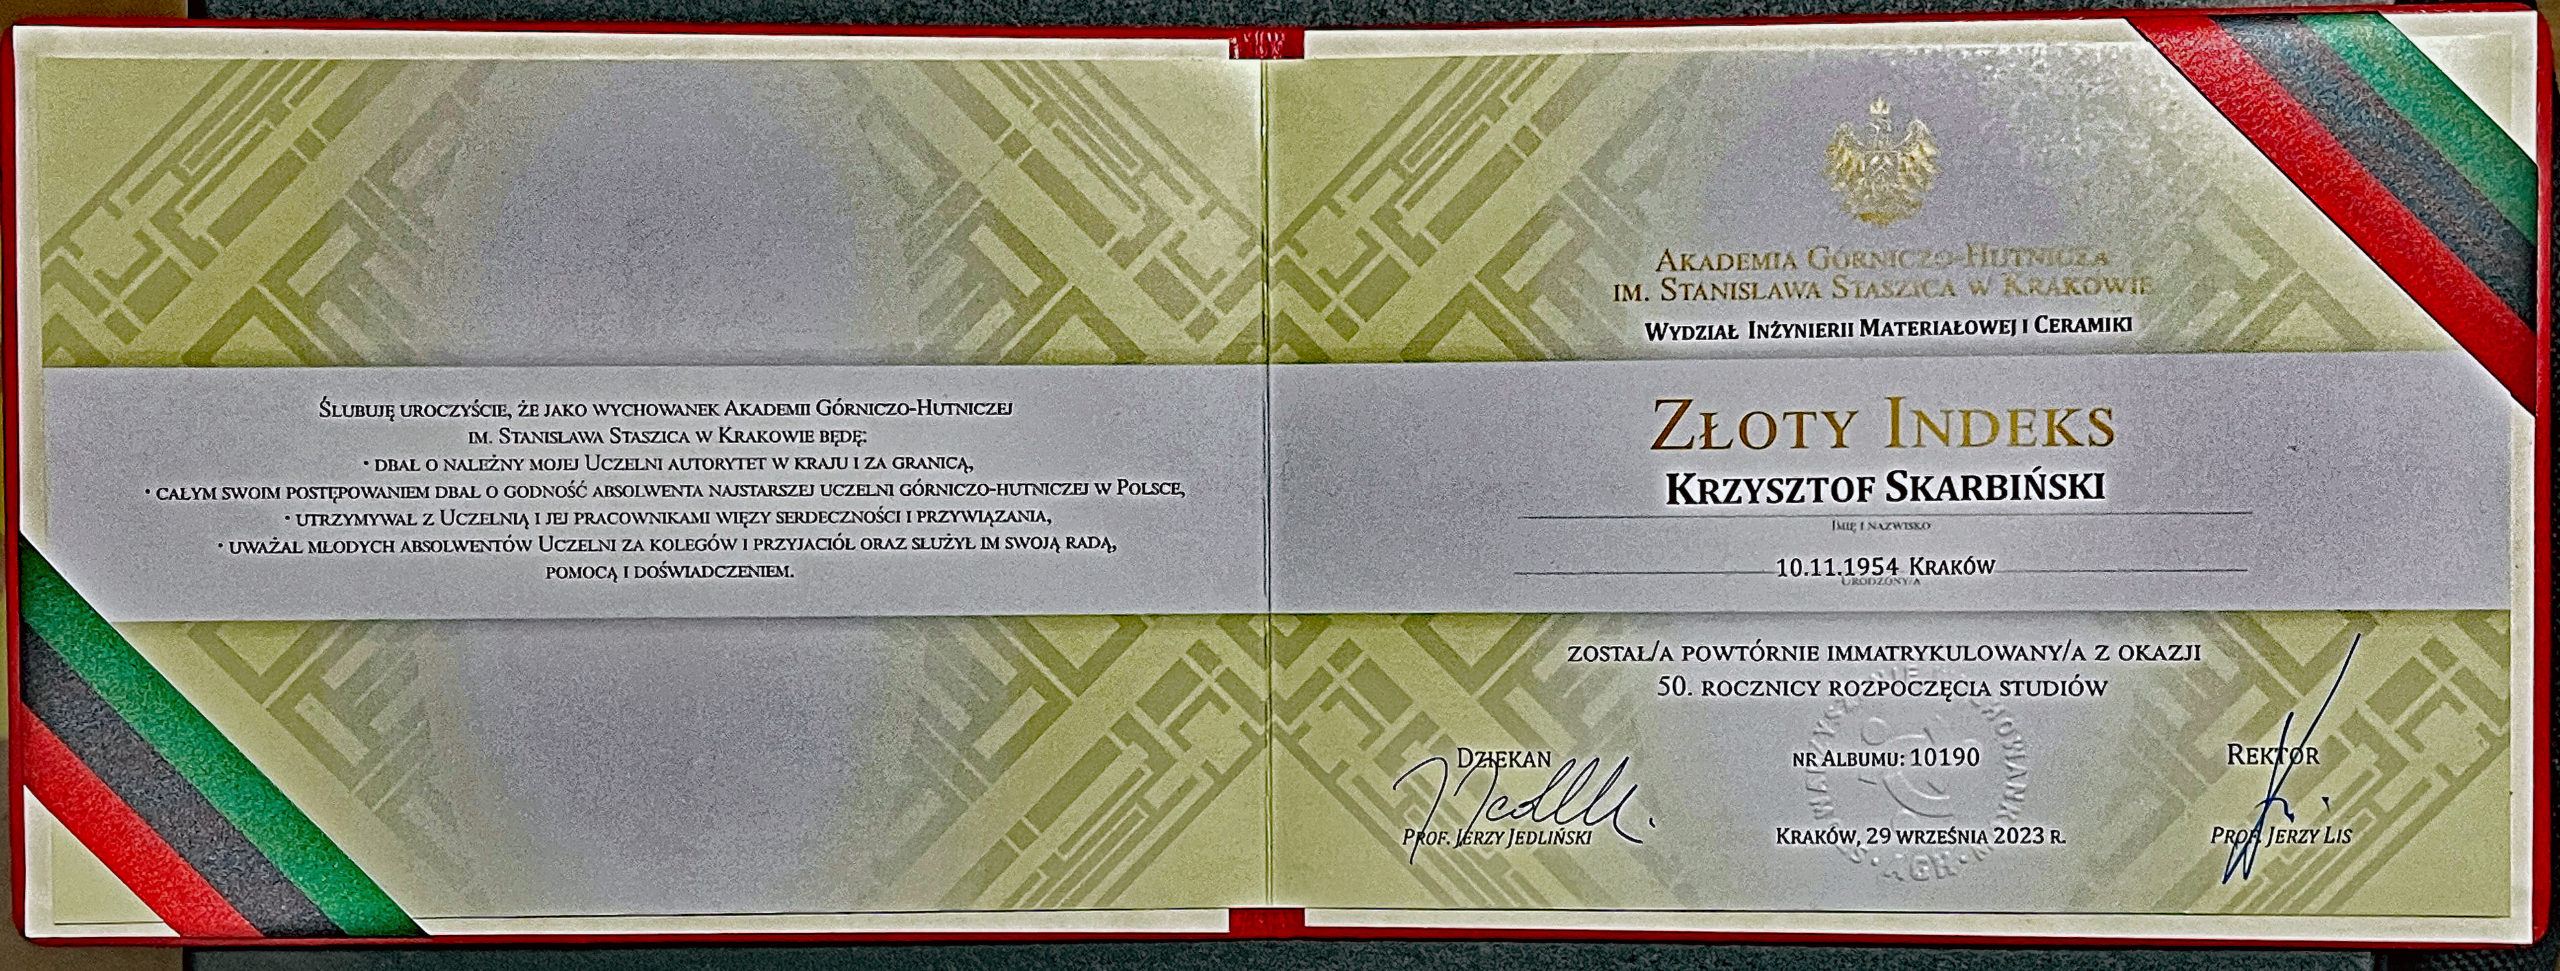 Ślubuję uroczyście, że jako wychowanek Akademii Górniczo-Hutniczej
im. Stanisława Staszica w Krakowie będę:
• dbał o należny mojej Uczelni autorytet w kraju i za granicą,
• całym swoim postępowaniem dbał o godność absolwenta najstarszej uczelni górniczo-hutniczej w Polsce,
• utrzymywał z Uczelnią i jej pracownikami więzy serdeczności i przywiązania,
• uważał młodych absolwentów Uczelni za kolegów i przyjaciół oraz służył im swoją radą,
pomocą i doświadczeniem.
Akademia Górniczo-Hutnicza
im. Stanisława Staszica w Krakowie
Wydział Inżynierii Materiałowej i Ceramiki
Złoty Indeks
Krzysztof Skarbiński
Imię i nazwisko
10.11.1954 Kraków
Urodzony/a
został/a powtórnie immatrykulowany/a z okazji
50. rocznicy rozpoczęcia studiów
Dziekan
Prof. Jerzy Jedliński
nr Albumu: 10190
Kraków, 29 września 2023 r.
Rektor
Prof. Jerzy Lis
AGH